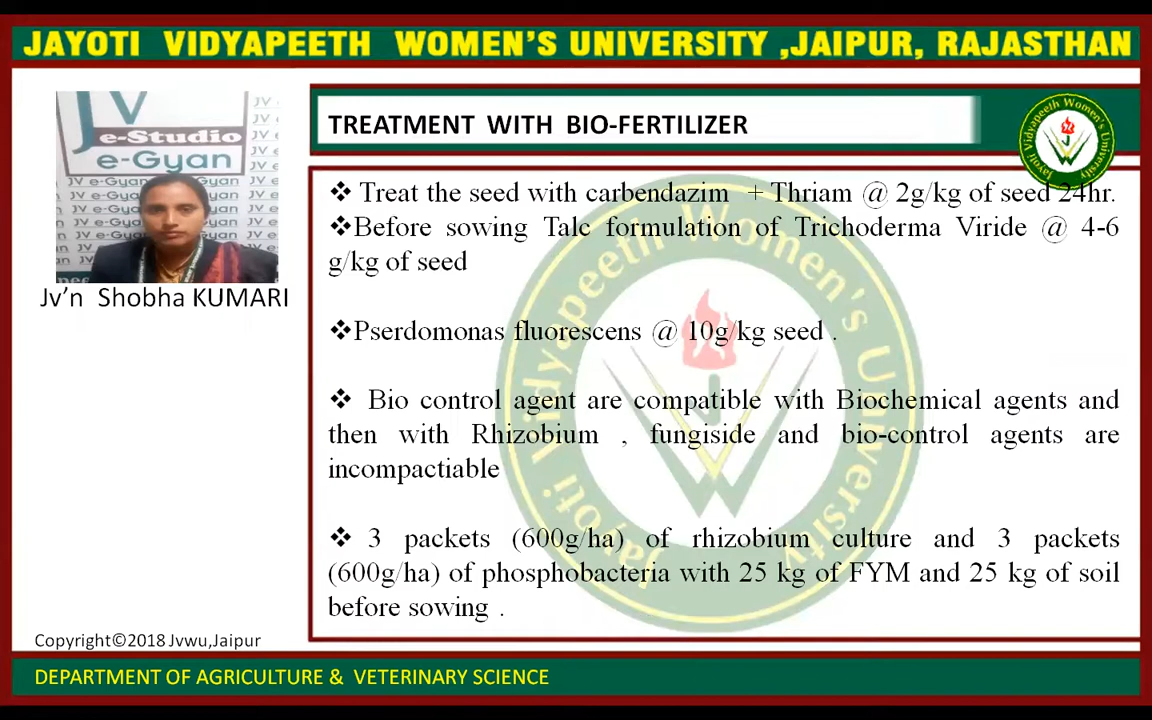 JAYOTI VIDYAPEETH WOMEN'S UNIVERSITY ,JAIPUR, RAJASTHAN
JV
e-Studio
e-Gyan
Jv'n Shobha KUMARI
TREATMENT WITH BIO-FERTILIZER
Jayoti Vidyapeeth Women's University
❖ Treat the seed with carbendazim + Thriam @ 2g/kg of seed 24hr.
❖Before sowing Talc formulation of Trichoderma Viride @ 4-6
g/kg of seed
❖Pserdomonas fluorescens @ 10g/kg seed .
❖ Bio control agent are compatible with Biochemical agents and
then with Rhizobium , fungiside and bio-control agents are
incompactiable
❖ 3 packets (600g/ha) of rhizobium culture and 3 packets
(600g/ha) of phosphobacteria with 25 kg of FYM and 25 kg of soil
before sowing .
Copyright©2018 Jvwu,Jaipur
DEPARTMENT OF AGRICULTURE & VETERINARY SCIENCE